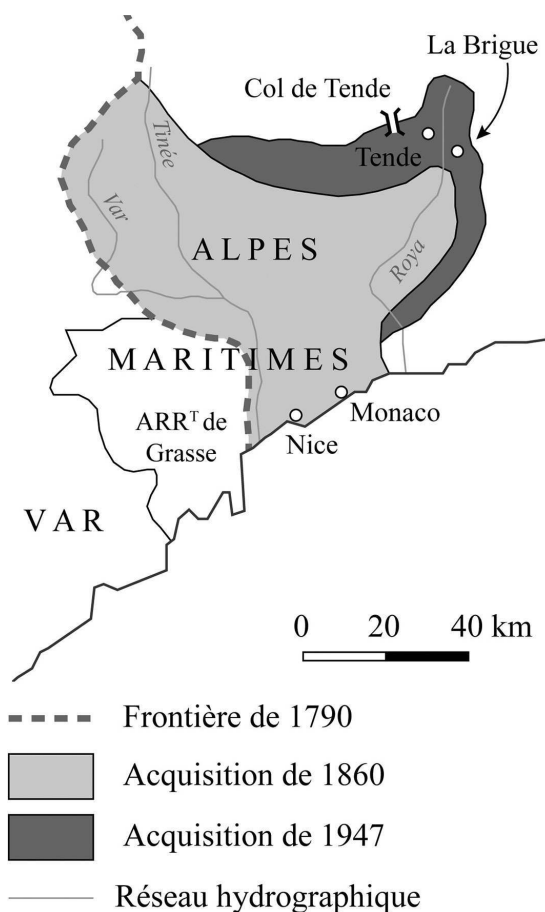 La Brigue
Col de Tende
Tende
Tinée
Var
ALPES
Roya
MARITIMES
ARRᵀ de
Grasse
Monaco
Nice
VAR
0 20 40 km
Frontière de 1790
Acquisition de 1860
Acquisition de 1947
Réseau hydrographique